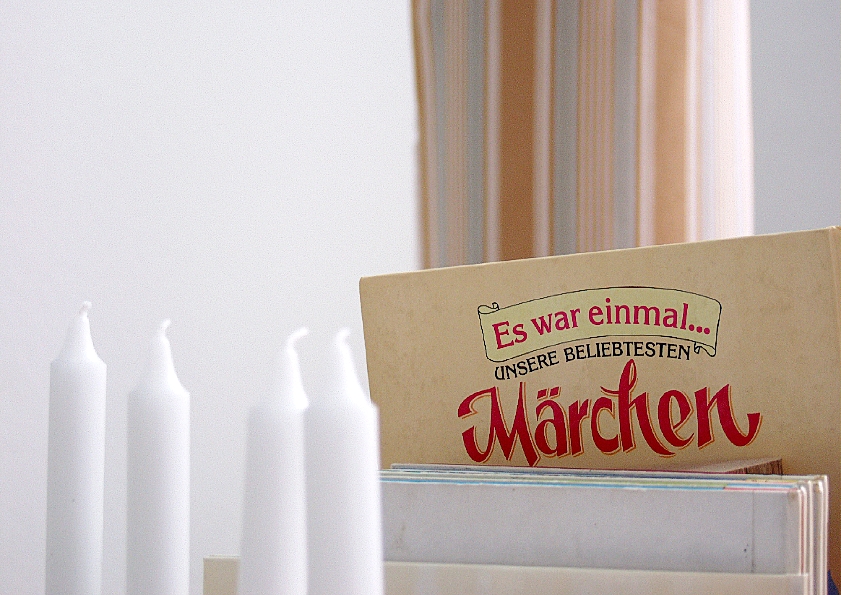 Es war einmal...
UNSERE BELIEBTESTEN
Märchen